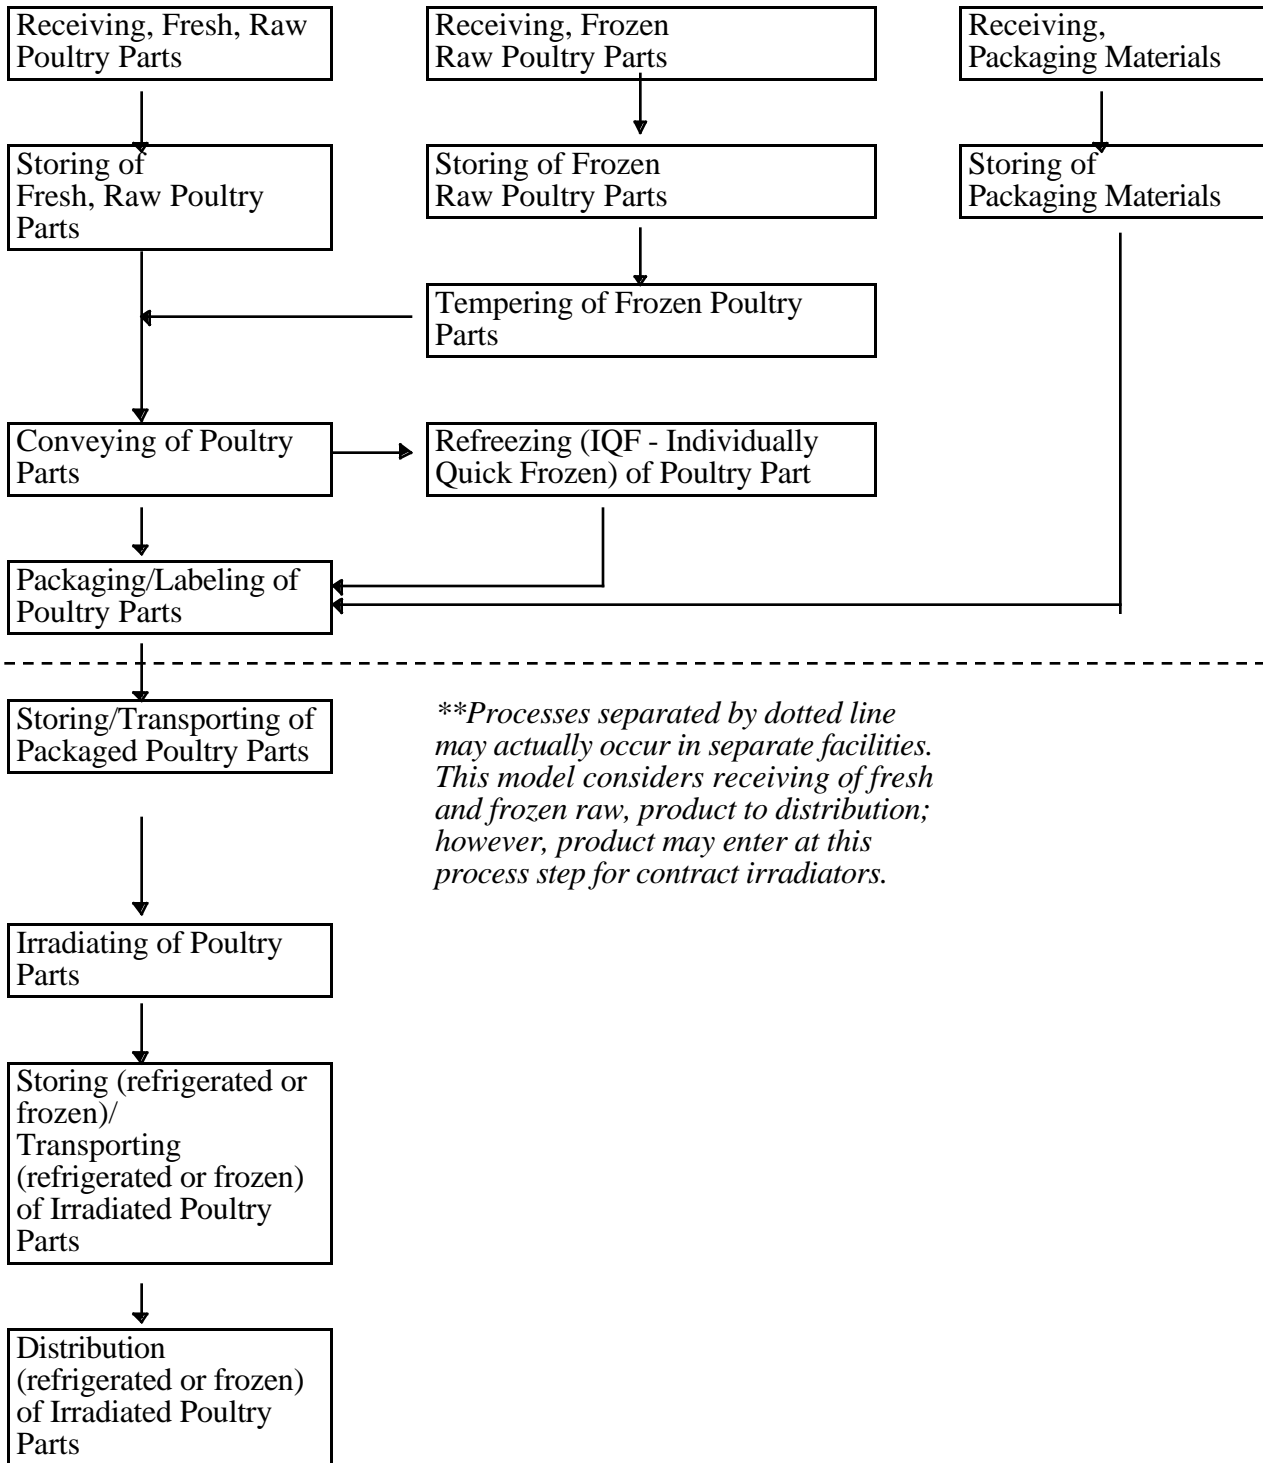 Receiving, Fresh, Raw
Poultry Parts
Receiving, Frozen
Raw Poultry Parts
Receiving,
Packaging Materials
Storing of
Fresh, Raw Poultry
Parts
Storing of Frozen
Raw Poultry Parts
Storing of
Packaging Materials
Tempering of Frozen Poultry
Parts
Conveying of Poultry
Parts
Refreezing (IQF - Individually
Quick Frozen) of Poultry Part
Packaging/Labeling of
Poultry Parts
Storing/Transporting of
Packaged Poultry Parts
**Processes separated by dotted line
may actually occur in separate facilities.
This model considers receiving of fresh
and frozen raw, product to distribution;
however, product may enter at this
process step for contract irradiators.
Irradiating of Poultry
Parts
Storing (refrigerated or
frozen)/
Transporting
(refrigerated or frozen)
of Irradiated Poultry
Parts
Distribution
(refrigerated or frozen)
of Irradiated Poultry
Parts